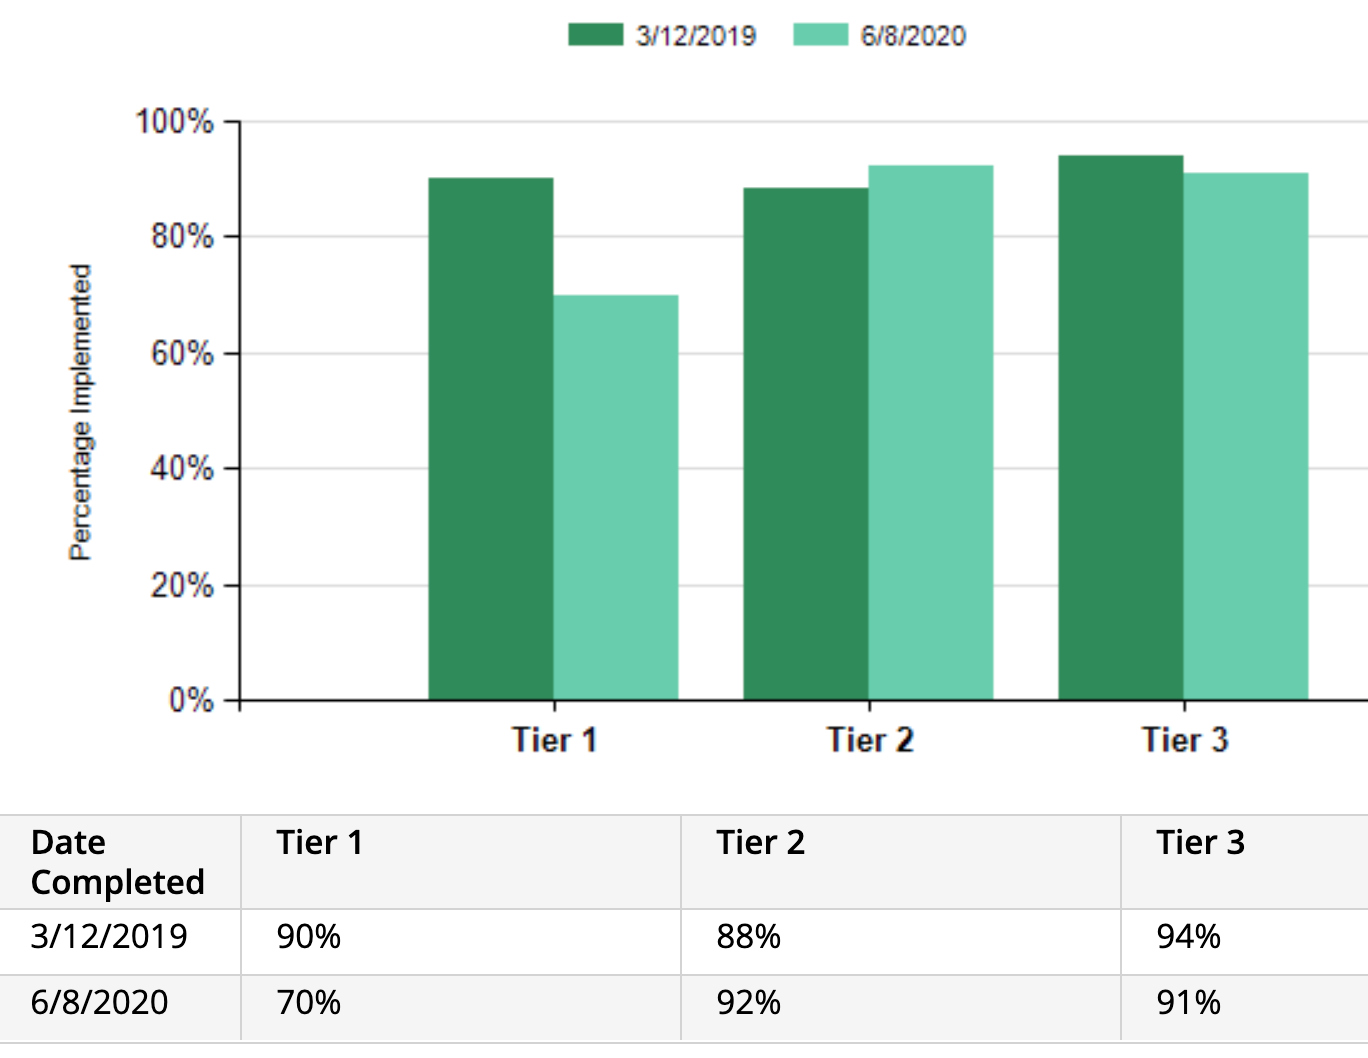 3/12/2019 6/8/2020
100%
80%
60%
40%
20%
0%
Percentage Implemented
Tier 1 Tier 2 Tier 3
Date Completed Tier 1 Tier 2 Tier 3
3/12/2019 90% 88% 94%
6/8/2020 70% 92% 91%